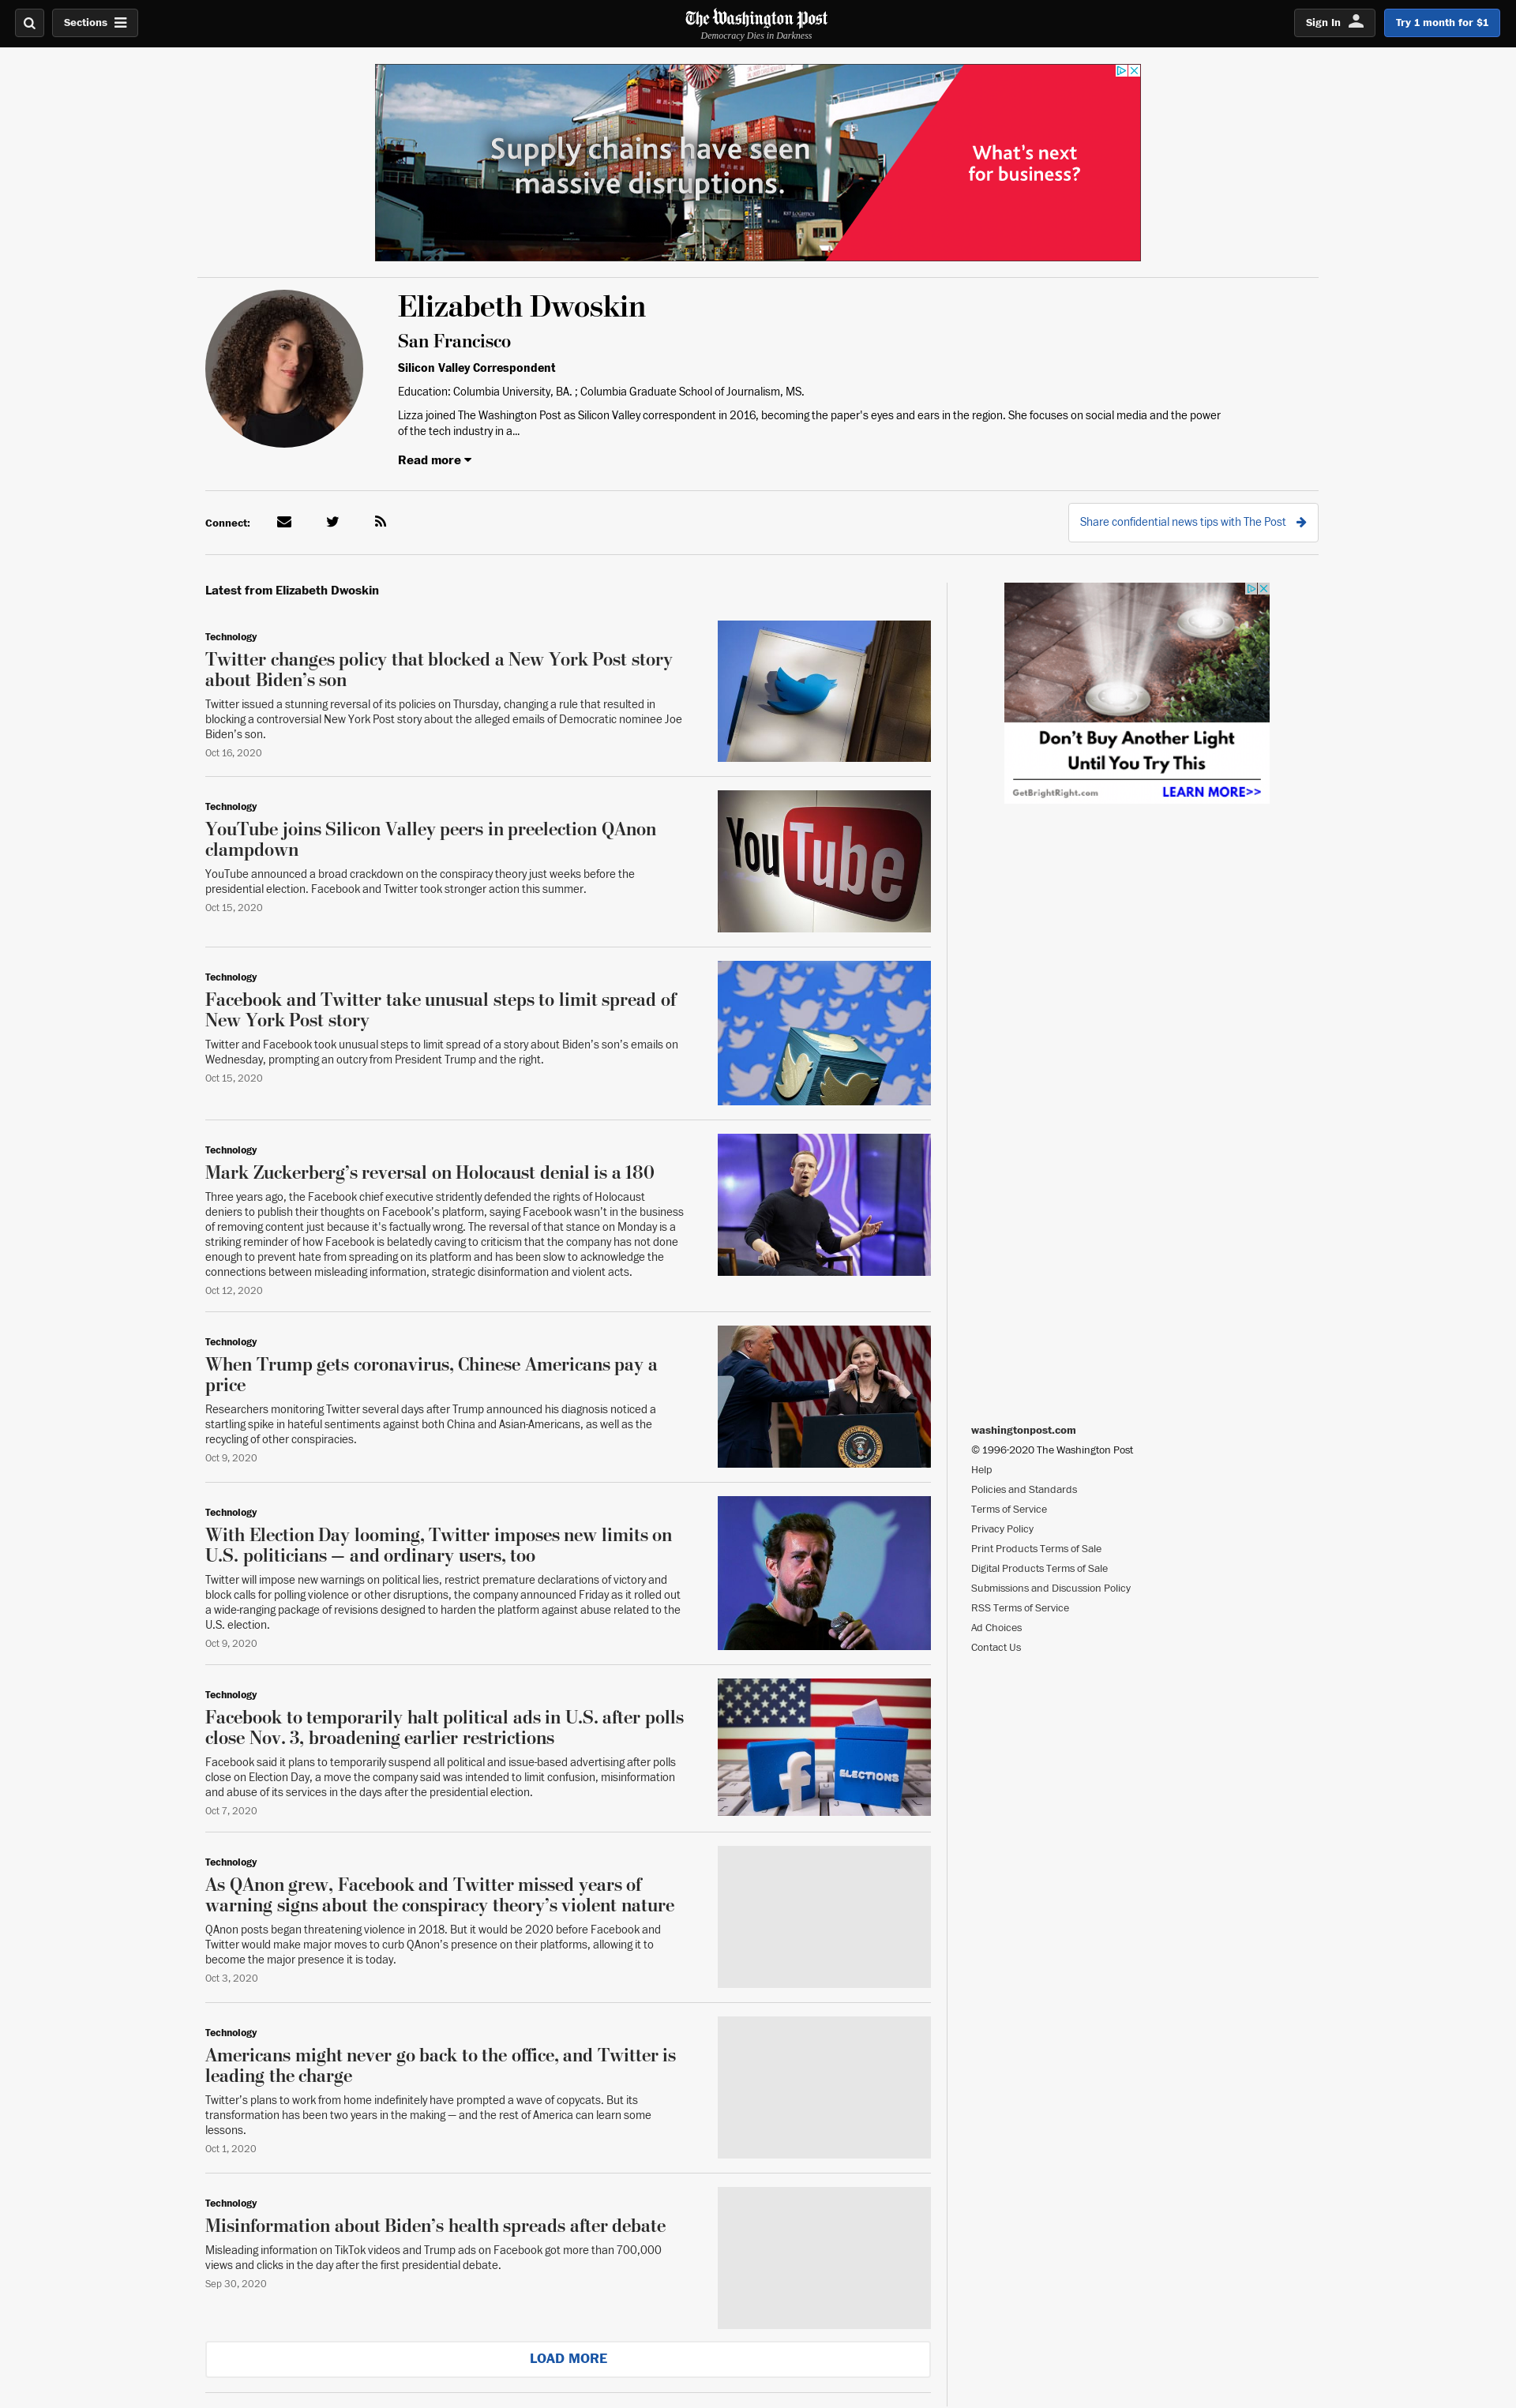 Sections
The Washington Post
Democracy Dies in Darkness
Sign In
Try 1 month for $1
Supply chains have seen
massive disruptions.
What's next
for business?
Elizabeth Dwoskin
San Francisco
Silicon Valley Correspondent
Education: Columbia University, BA. ; Columbia Graduate School of Journalism, MS.
Lizza joined The Washington Post as Silicon Valley correspondent in 2016, becoming the paper's eyes and ears in the region. She focuses on social media and the power
of the tech industry in a...
Read more
Connect:
Share confidential news tips with The Post
Latest from Elizabeth Dwoskin
Technology
Twitter changes policy that blocked a New York Post story
about Biden's son
Twitter issued a stunning reversal of its policies on Thursday, changing a rule that resulted in
blocking a controversial New York Post story about the alleged emails of Democratic nominee Joe
Biden's son.
Oct 16, 2020
Don't Buy Another Light
Until You Try This
GetBrightRight.com
LEARN MORE>>
Technology
YouTube joins Silicon Valley peers in preelection QAnon
clampdown
YouTube announced a broad crackdown on the conspiracy theory just weeks before the
presidential election. Facebook and Twitter took stronger action this summer.
Oct 15, 2020
YouTube
Technology
Facebook and Twitter take unusual steps to limit spread of
New York Post story
Twitter and Facebook took unusual steps to limit spread of a story about Biden's son's emails on
Wednesday, prompting an outcry from President Trump and the right.
Oct 15, 2020
Technology
Mark Zuckerberg's reversal on Holocaust denial is a 180
Three years ago, the Facebook chief executive stridently defended the rights of Holocaust
deniers to publish their thoughts on Facebook's platform, saying Facebook wasn't in the business
of removing content just because it's factually wrong. The reversal of that stance on Monday is a
striking reminder of how Facebook is belatedly caving to criticism that the company has not done
enough to prevent hate from spreading on its platform and has been slow to acknowledge the
connections between misleading information, strategic disinformation and violent acts.
Oct 12, 2020
Technology
When Trump gets coronavirus, Chinese Americans pay a
price
Researchers monitoring Twitter several days after Trump announced his diagnosis noticed a
startling spike in hateful sentiments against both China and Asian-Americans, as well as the
recycling of other conspiracies.
Oct 9, 2020
washingtonpost.com
© 1996-2020 The Washington Post
Help
Policies and Standards
Terms of Service
Privacy Policy
Print Products Terms of Sale
Digital Products Terms of Sale
Submissions and Discussion Policy
RSS Terms of Service
Ad Choices
Contact Us
Technology
With Election Day looming, Twitter imposes new limits on
U.S. politicians — and ordinary users, too
Twitter will impose new warnings on political lies, restrict premature declarations of victory and
block calls for polling violence or other disruptions, the company announced Friday as it rolled out
a wide-ranging package of revisions designed to harden the platform against abuse related to the
U.S. election.
Oct 9, 2020
Technology
Facebook to temporarily halt political ads in U.S. after polls
close Nov. 3, broadening earlier restrictions
Facebook said it plans to temporarily suspend all political and issue-based advertising after polls
close on Election Day, a move the company said was intended to limit confusion, misinformation
and abuse of its services in the days after the presidential election.
Oct 7, 2020
ELECTIONS
Technology
As QAnon grew, Facebook and Twitter missed years of
warning signs about the conspiracy theory's violent nature
QAnon posts began threatening violence in 2018. But it would be 2020 before Facebook and
Twitter would make major moves to curb QAnon's presence on their platforms, allowing it to
become the major presence it is today.
Oct 3, 2020
Technology
Americans might never go back to the office, and Twitter is
leading the charge
Twitter's plans to work from home indefinitely have prompted a wave of copycats. But its
transformation has been two years in the making — and the rest of America can learn some
lessons.
Oct 1, 2020
Technology
Misinformation about Biden's health spreads after debate
Misleading information on TikTok videos and Trump ads on Facebook got more than 700,000
views and clicks in the day after the first presidential debate.
Sep 30, 2020
LOAD MORE